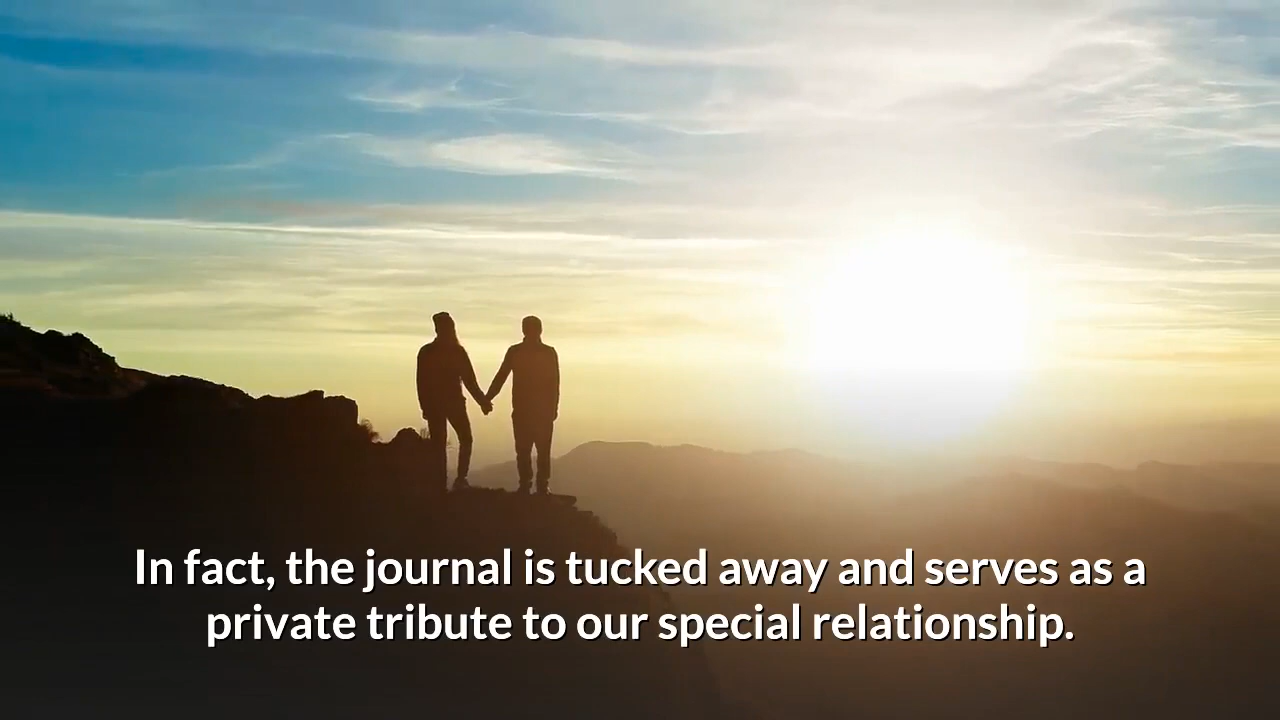 In fact, the journal is tucked away and serves as a
private tribute to our special relationship.